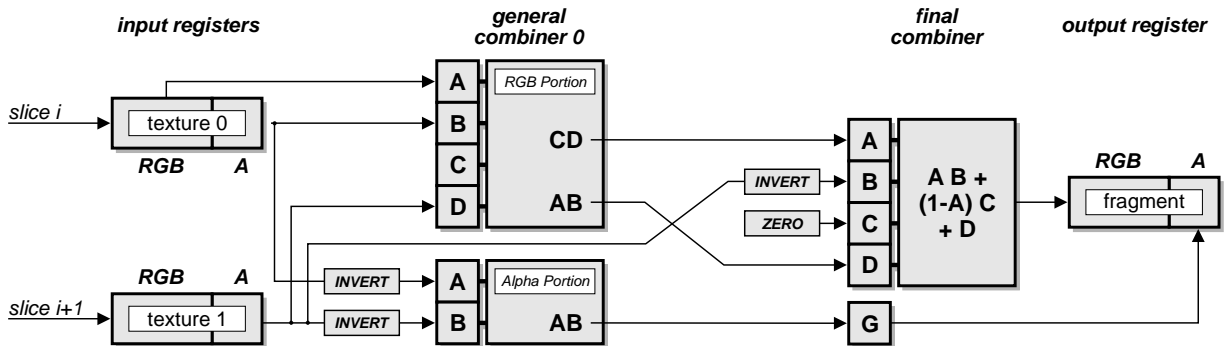 input registers
general
combiner 0
final
combiner
output register
slice i
texture 0
RGB A
A
B
C
D
RGB Portion
CD
AB
INVERT
ZERO
A
B
C
D
A B +
(1-A) C
+ D
RGB A
fragment
slice i+1
RGB A
texture 1
INVERT
INVERT
A
B
Alpha Portion
AB
G